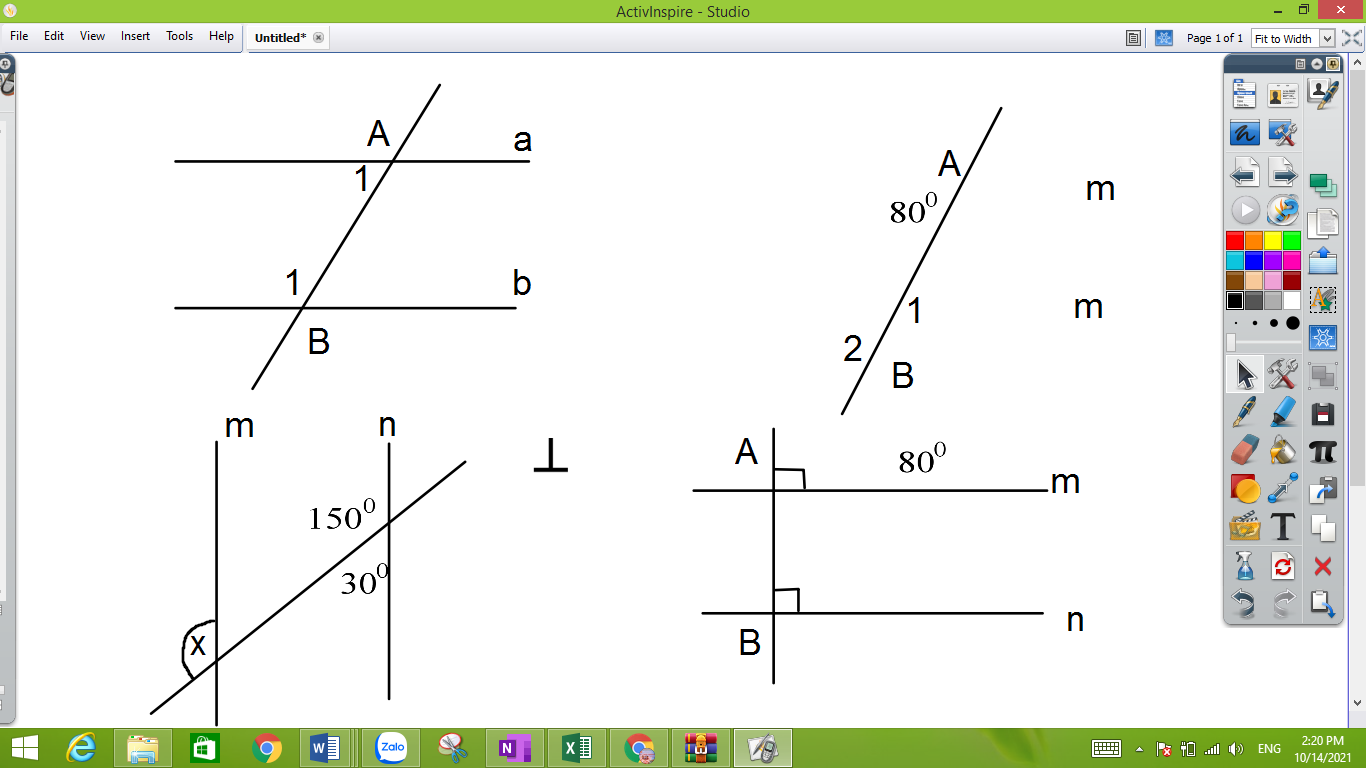 ActivInspire - Studio
File Edit View Insert Tools Help Untitled* Page 1 of 1 Fit to Width
A a
1
1 b
B
A m
80⁰
1 m
2
B
m n
150⁰
30⁰
x
⊥
A 80⁰
m
B n
ENG 2:20 PM
10/14/2021
W Zalo N X